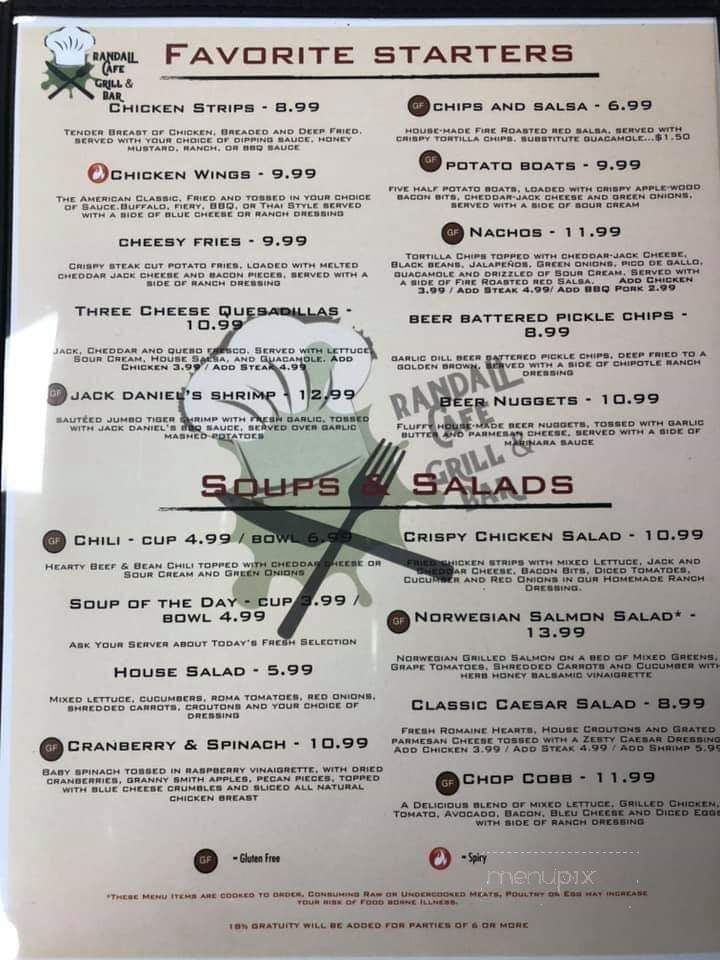 RANDALL
CAFE
GRILL &
BAR
FAVORITE STARTERS
CHICKEN STRIPS - 8.99
TENDER BREAST OF CHICKEN, BREADED AND DEEP FRIED,
SERVED WITH YOUR CHOICE OF DIPPING SAUCE, HONEY
MUSTARD, RANCH, OR BBQ SAUCE
CHICKEN WINGS - 9.99
THE AMERICAN CLASSIC, FRIED AND TOSSED IN YOUR CHOICE
OF SAUCE.BUFFALO, FIERY, BBQ, OR THAI STYLE SERVED
WITH A SIDE OF BLUE CHEESE OR RANCH DRESSING
CHEESY FRIES - 9.99
CRISPY STEAK CUT POTATO FRIES, LOADED WITH MELTED
CHEDDAR JACK CHEESE AND BACON PIECES, SERVED WITH A
SIDE OF RANCH DRESSING
THREE CHEESE QUESADILLAS -
10.99
JACK, CHEDDAR AND QUESO FRESCO. SERVED WITH LETTUCE,
SOUR CREAM, HOUSE SALSA, AND GUACAMOLE. ADD
CHICKEN 3.99 / ADD STEAK 4.99
GF JACK DANIEL'S SHRIMP - 12.99
SAUTÉED JUMBO TIGER SHRIMP WITH FRESH GARLIC, TOSSED
WITH JACK DANIEL'S BBQ SAUCE, SERVED OVER GARLIC
MASHED POTATOES
GF CHIPS AND SALSA - 6.99
HOUSE-MADE FIRE ROASTED RED SALSA, SERVED WITH
CRISPY TORTILLA CHIPS. SUBSTITUTE GUACAMOLE...$1.50
GF POTATO BOATS - 9.99
FIVE HALF POTATO BOATS, LOADED WITH CRISPY APPLE-WOOD
BACON BITS, CHEDDAR-JACK CHEESE AND GREEN ONIONS,
SERVED WITH A SIDE OF SOUR CREAM
GF NACHOS - 11.99
TORTILLA CHIPS TOPPED WITH CHEDDAR-JACK CHEESE,
BLACK BEANS, JALAPEÑOS, GREEN ONIONS, PICO DE GALLO,
GUACAMOLE AND DRIZZLED OF SOUR CREAM, SERVED WITH
A SIDE OF FIRE ROASTED RED SALSA. ADD CHICKEN
3.99 / ADD STEAK 4.99/ ADD BBQ PORK 2.99
BEER BATTERED PICKLE CHIPS -
8.99
GARLIC DILL BEER BATTERED PICKLE CHIPS, DEEP FRIED TO A
GOLDEN BROWN, SERVED WITH A SIDE OF CHIPOTLE RANCH
DRESSING
BEER NUGGETS - 10.99
FLUFFY HOUSE-MADE BEER NUGGETS, TOSSED WITH GARLIC
BUTTER AND PARMESAN CHEESE, SERVED WITH A SIDE OF
MARINARA SAUCE
RANDALL
CAFE
GRILL &
BAR
SOUPS & SALADS
GF CHILI - CUP 4.99 / BOWL 6.99
HEARTY BEEF & BEAN CHILI TOPPED WITH CHEDDAR CHEESE OR
SOUR CREAM AND GREEN ONIONS
SOUP OF THE DAY - CUP 3.99 /
BOWL 4.99
ASK YOUR SERVER ABOUT TODAY'S FRESH SELECTION
HOUSE SALAD - 5.99
MIXED LETTUCE, CUCUMBERS, ROMA TOMATOES, RED ONIONS,
SHREDDED CARROTS, CROUTONS AND YOUR CHOICE OF
DRESSING
GF CRANBERRY & SPINACH - 10.99
BABY SPINACH TOSSED IN RASPBERRY VINAIGRETTE, WITH DRIED
CRANBERRIES, GRANNY SMITH APPLES, PECAN PIECES, TOPPED
WITH BLUE CHEESE CRUMBLES AND SLICED ALL NATURAL
CHICKEN BREAST
CRISPY CHICKEN SALAD - 10.99
FRIED CHICKEN STRIPS WITH MIXED LETTUCE, JACK AND
CHEDDAR CHEESE, BACON BITS, DICED TOMATOES,
CUCUMBER AND RED ONIONS IN OUR HOMEMADE RANCH
DRESSING.
GF NORWEGIAN SALMON SALAD* -
13.99
NORWEGIAN GRILLED SALMON ON A BED OF MIXED GREENS,
GRAPE TOMATOES, SHREDDED CARROTS AND CUCUMBER WITH
HERB HONEY BALSAMIC VINAIGRETTE
CLASSIC CAESAR SALAD - 8.99
FRESH ROMAINE HEARTS, HOUSE CROUTONS AND GRATED
PARMESAN CHEESE TOSSED WITH A ZESTY CAESAR DRESSING
ADD CHICKEN 3.99 / ADD STEAK 4.99 / ADD SHRIMP 5.99
GF CHOP COBB - 11.99
A DELICIOUS BLEND OF MIXED LETTUCE, GRILLED CHICKEN,
TOMATO, AVOCADO, BACON, BLEU CHEESE AND DICED EGGS
WITH SIDE OF RANCH DRESSING
GF = Gluten Free
= Spicy
menupix
*THESE MENU ITEMS ARE COOKED TO ORDER, CONSUMING RAW OR UNDERCOOKED MEATS, POULTRY OR EGG MAY INCREASE
YOUR RISK OF FOOD BORNE ILLNESS.
18% GRATUITY WILL BE ADDED FOR PARTIES OF 6 OR MORE